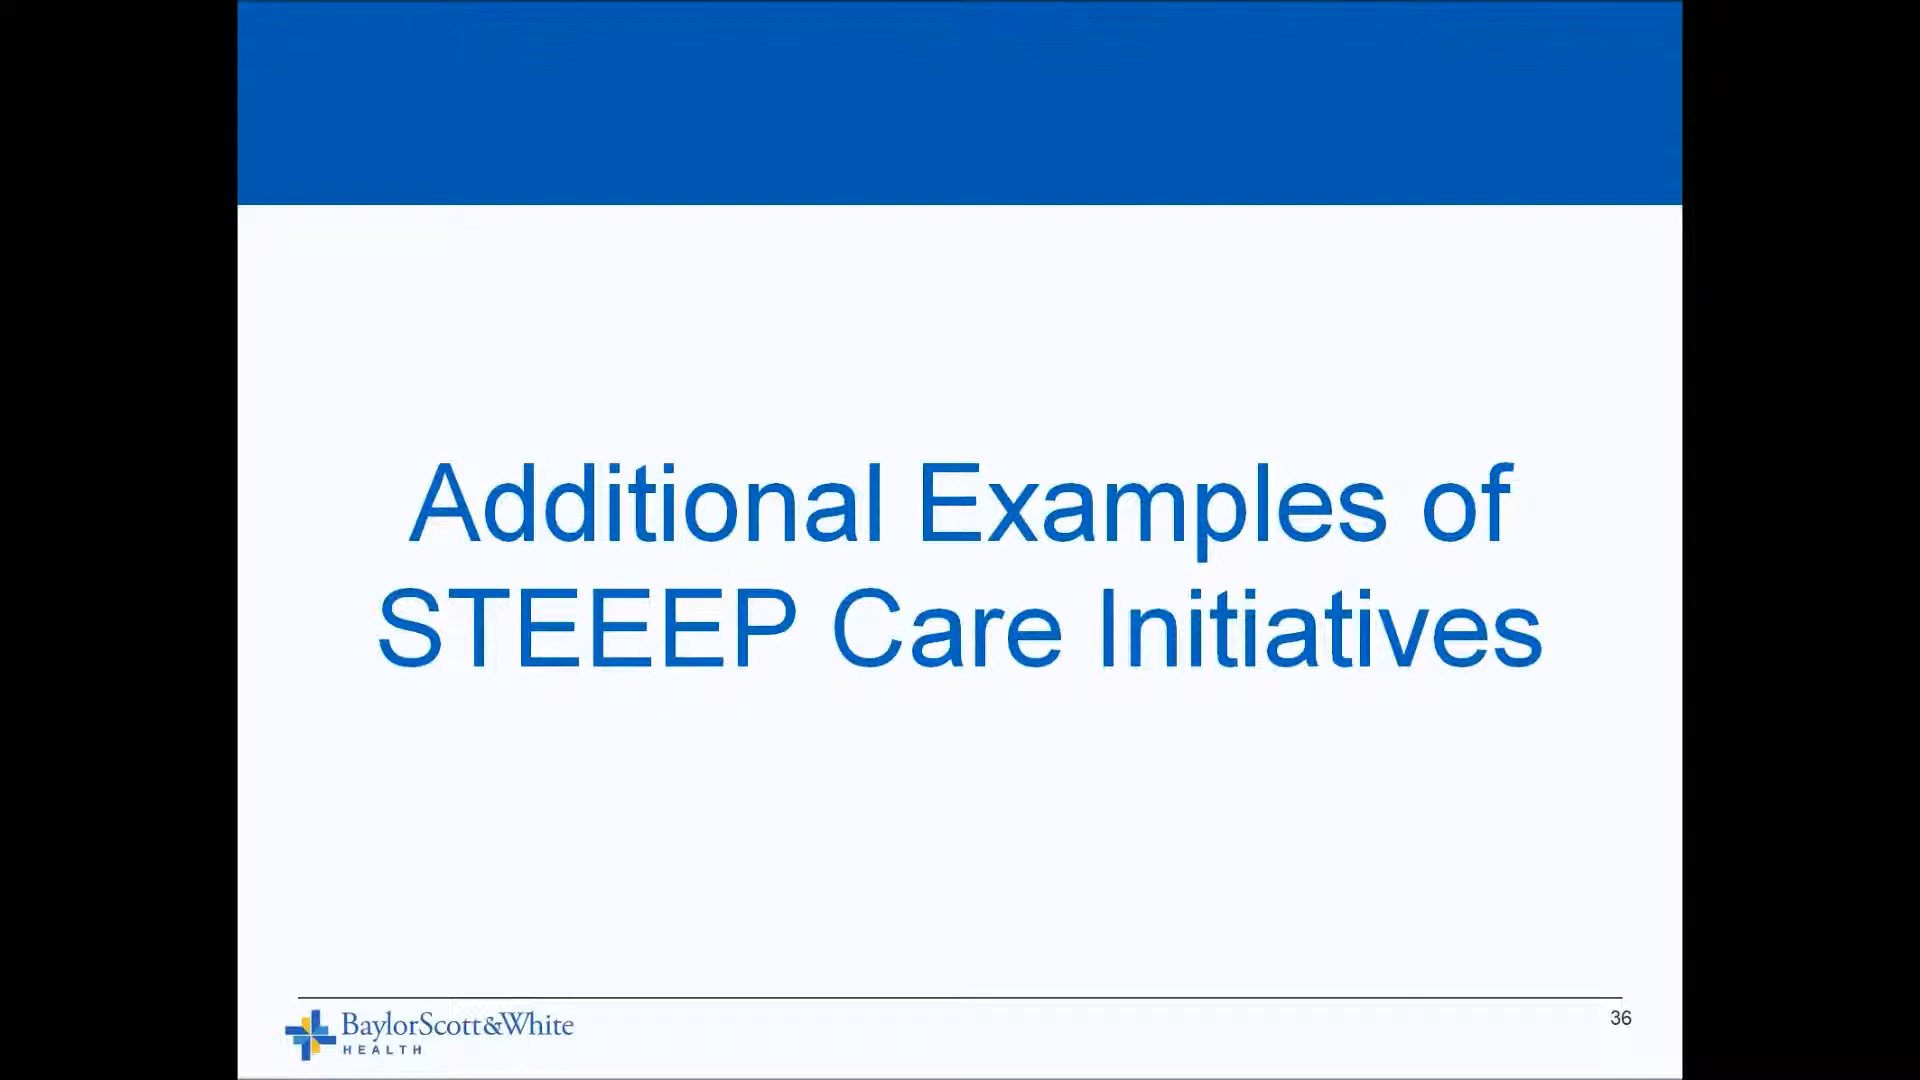 Additional Examples of
STEEEP Care Initiatives
BaylorScott&White
HEALTH
36